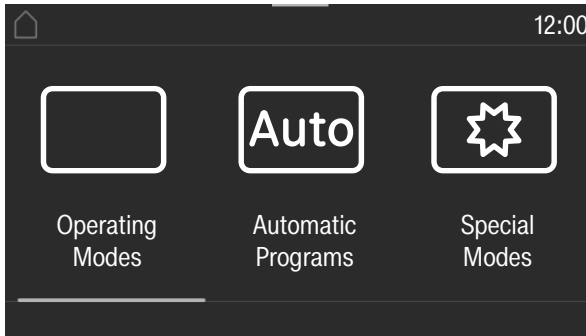 12:00
Auto
Operating
Modes
Automatic
Programs
Special
Modes